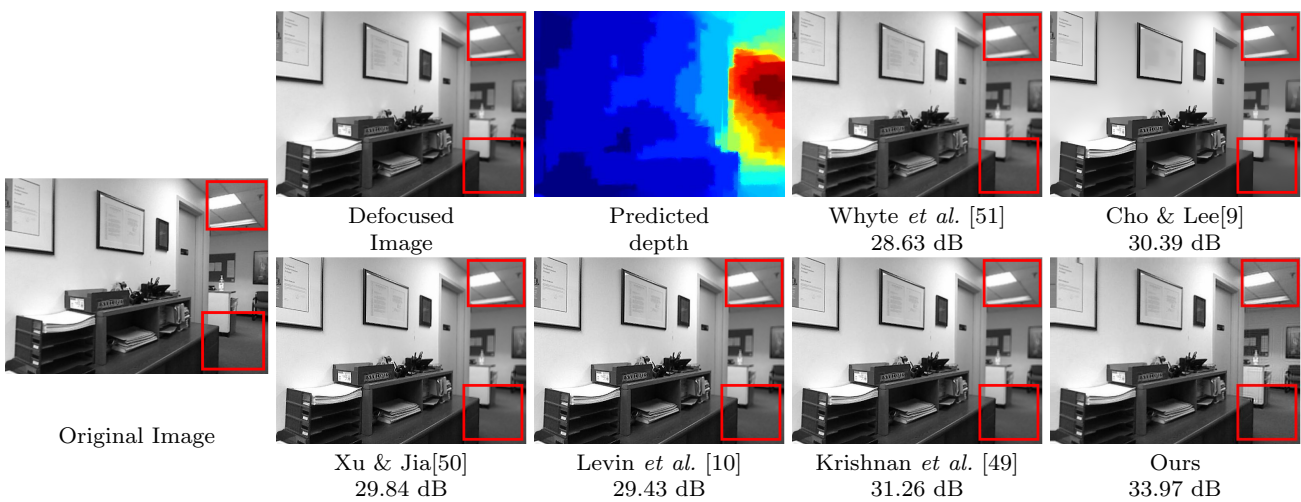 Defocused
Image
Predicted
depth
Whyte et al. [51]
28.63 dB
Cho & Lee[9]
30.39 dB
Original Image
Xu & Jia[50]
29.84 dB
Levin et al. [10]
29.43 dB
Krishnan et al. [49]
31.26 dB
Ours
33.97 dB